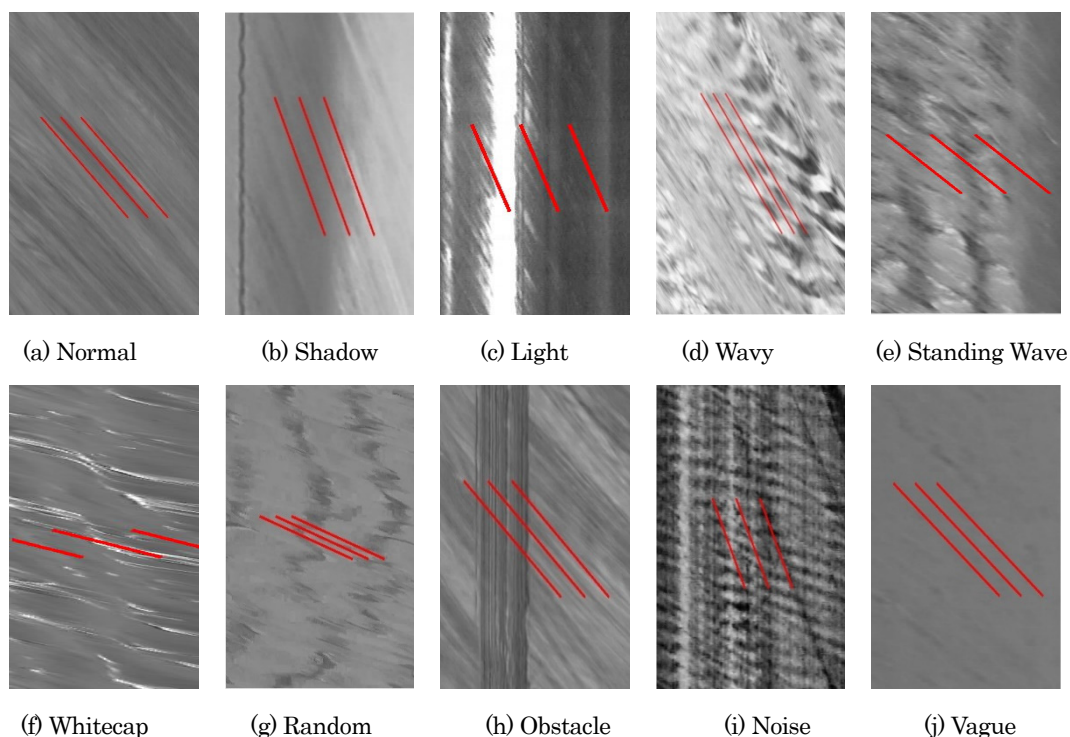 (a) Normal
(b) Shadow
(c) Light
(d) Wavy
(e) Standing Wave
(f) Whitecap
(g) Random
(h) Obstacle
(i) Noise
(j) Vague